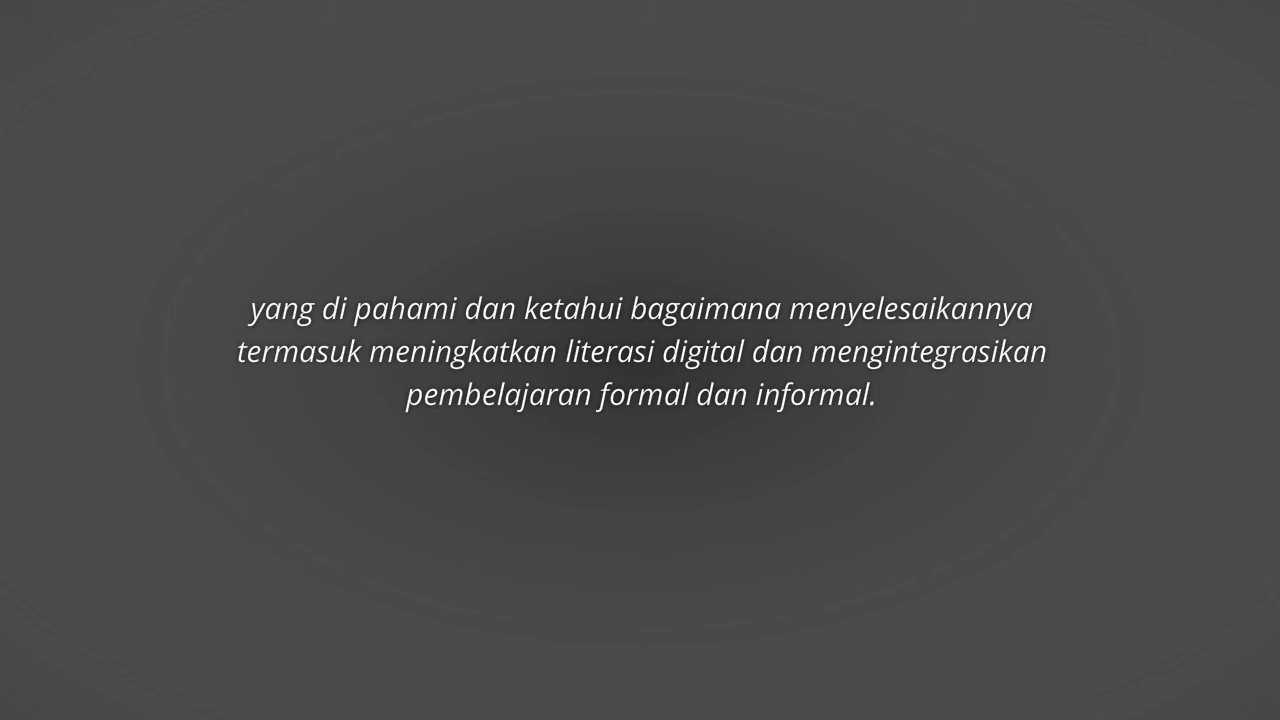 yang di pahami dan ketahui bagaimana menyelesaikannya
termasuk meningkatkan literasi digital dan mengintegrasikan
pembelajaran formal dan informal.